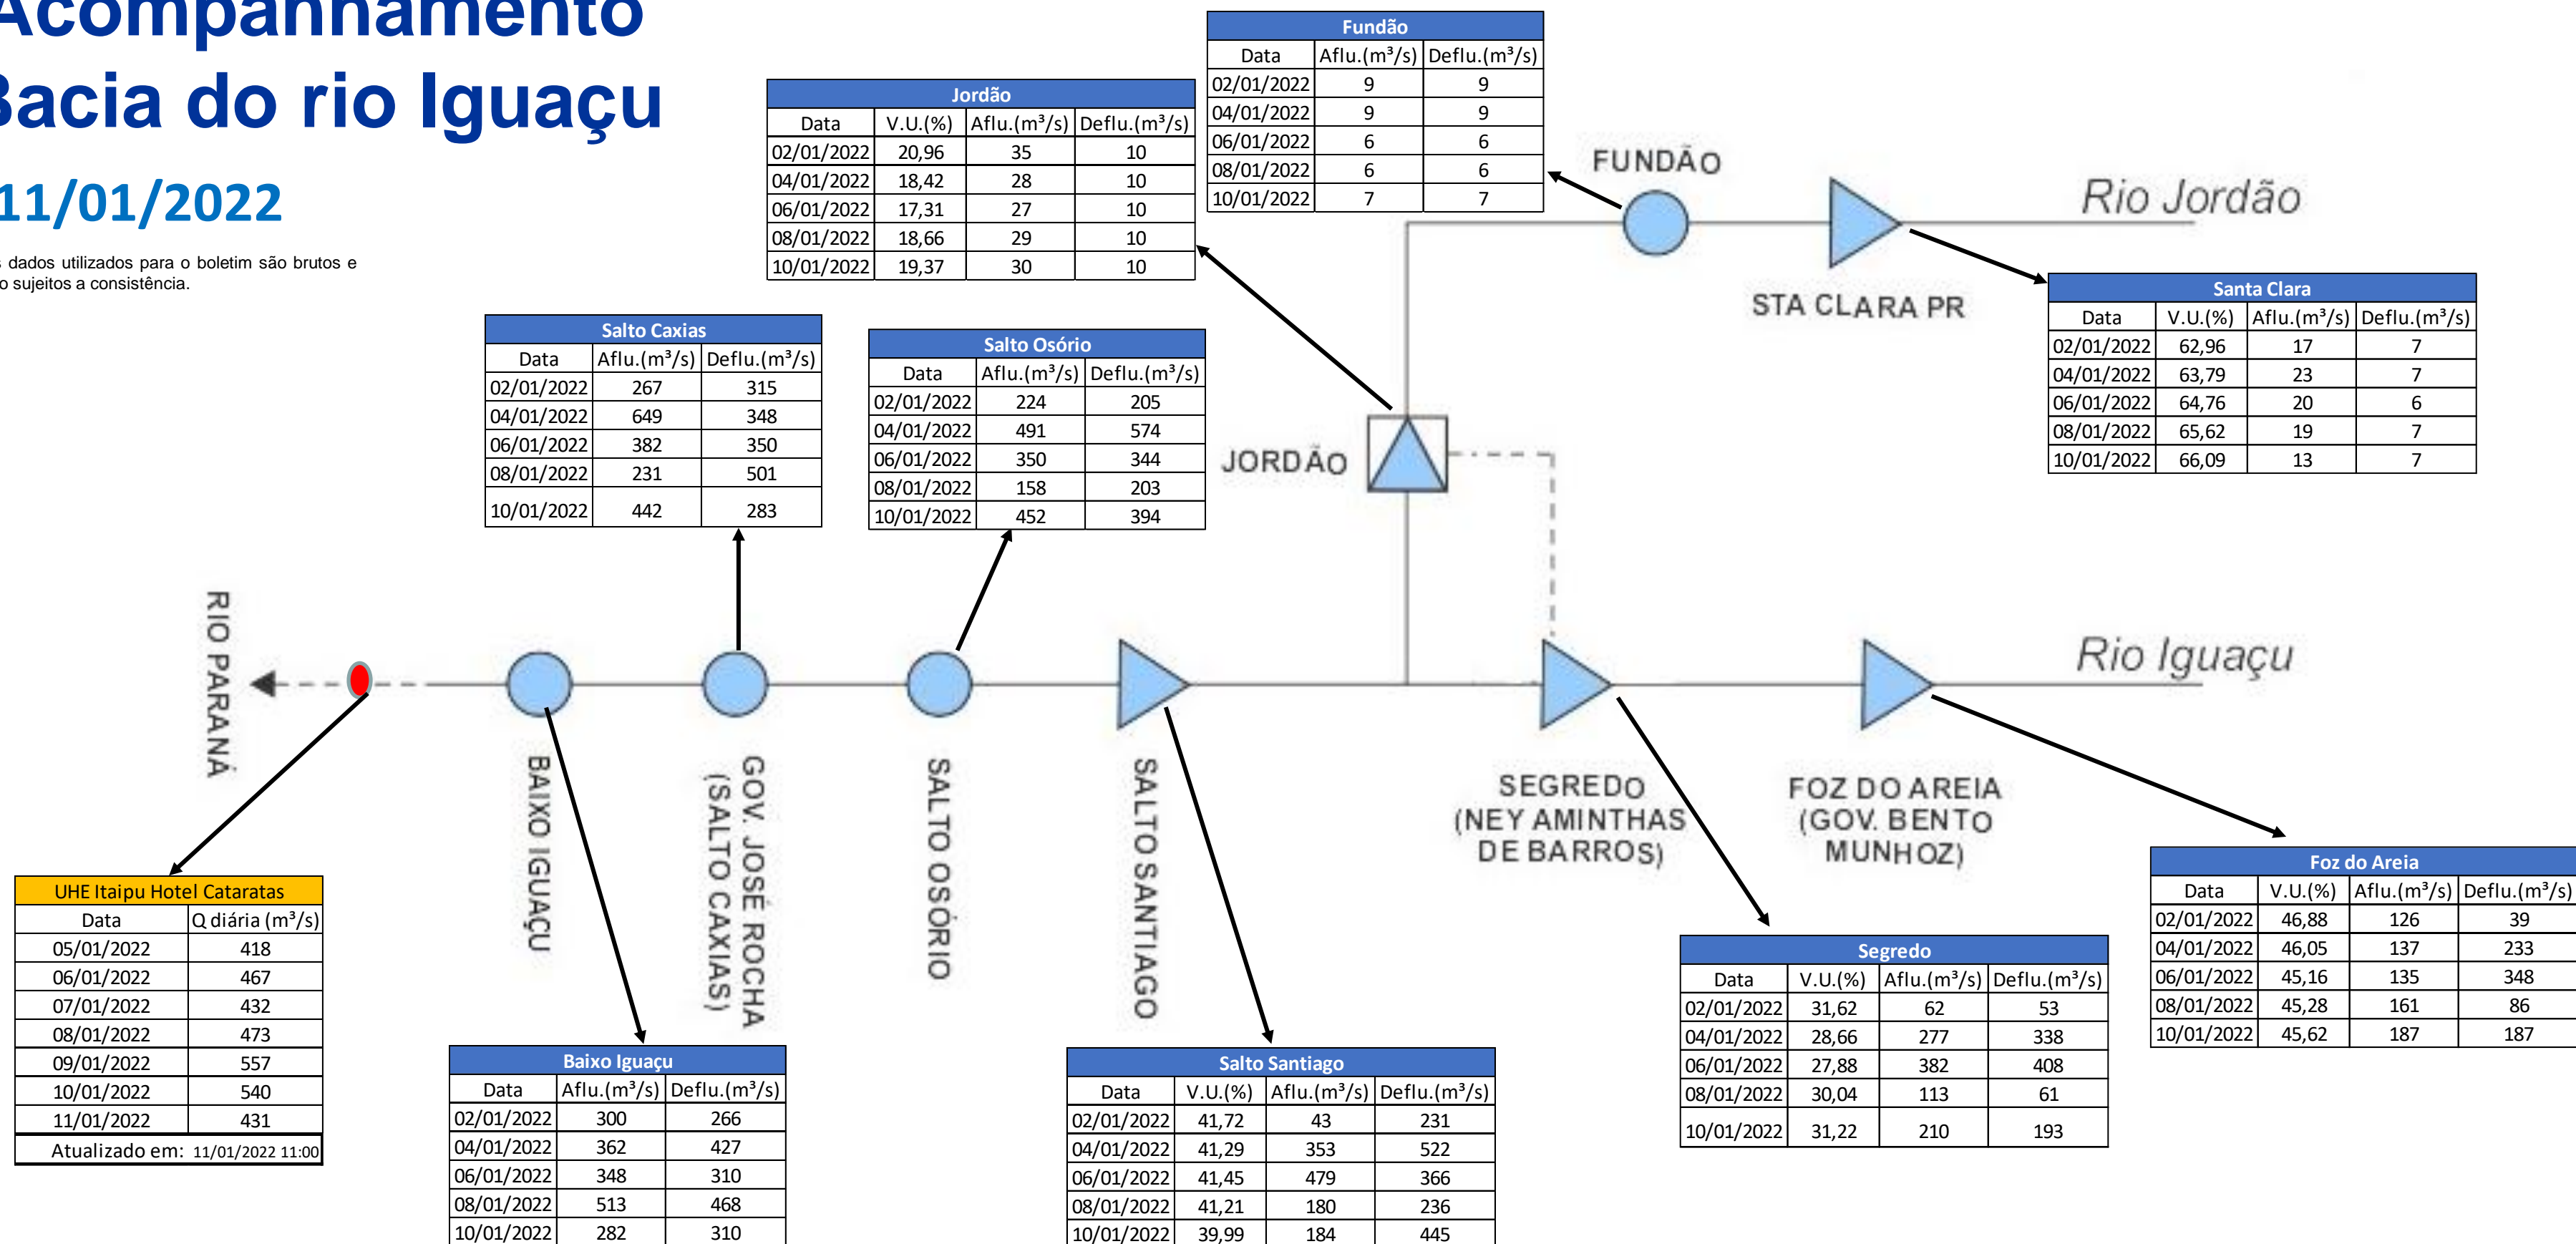 Acompanhamento
Bacia do rio Iguaçu
11/01/2022
s dados utilizados para o boletim são brutos e
o sujeitos a consistência.
Fundão
Data Aflu.(m³/s) Deflu.(m³/s)
02/01/2022 9 9
04/01/2022 9 9
06/01/2022 6 6
08/01/2022 6 6
10/01/2022 7 7
Jordão
Data V.U.(%) Aflu.(m³/s) Deflu.(m³/s)
02/01/2022 20,96 35 10
04/01/2022 18,42 28 10
06/01/2022 17,31 27 10
08/01/2022 18,66 29 10
10/01/2022 19,37 30 10
FUNDÃO
Rio Jordão
STA CLARA PR
Santa Clara
Data V.U.(%) Aflu.(m³/s) Deflu.(m³/s)
02/01/2022 62,96 17 7
04/01/2022 63,79 23 7
06/01/2022 64,76 20 6
08/01/2022 65,62 19 7
10/01/2022 66,09 13 7
Salto Caxias
Data Aflu.(m³/s) Deflu.(m³/s)
02/01/2022 267 315
04/01/2022 649 348
06/01/2022 382 350
08/01/2022 231 501
10/01/2022 442 283
Salto Osório
Data Aflu.(m³/s) Deflu.(m³/s)
02/01/2022 224 205
04/01/2022 491 574
06/01/2022 350 344
08/01/2022 158 203
10/01/2022 452 394
JORDÃO
RIO PARANÁ
Rio Iguaçu
BAIXO IGUAÇU
GOV. JOSÉ ROCHA
(SALTO CAXIAS)
SALTO OSÓRIO
SALTO SANTIAGO
SEGREDO
(NEY AMINTHAS
DE BARROS)
FOZ DO AREIA
(GOV. BENTO
MUNHOZ)
UHE Itaipu Hotel Cataratas
Data Q diária (m³/s)
05/01/2022 418
06/01/2022 467
07/01/2022 432
08/01/2022 473
09/01/2022 557
10/01/2022 540
11/01/2022 431
Atualizado em: 11/01/2022 11:00
Baixo Iguaçu
Data Aflu.(m³/s) Deflu.(m³/s)
02/01/2022 300 266
04/01/2022 362 427
06/01/2022 348 310
08/01/2022 513 468
10/01/2022 282 310
Salto Santiago
Data V.U.(%) Aflu.(m³/s) Deflu.(m³/s)
02/01/2022 41,72 43 231
04/01/2022 41,29 353 522
06/01/2022 41,45 479 366
08/01/2022 41,21 180 236
10/01/2022 39,99 184 445
Segredo
Data V.U.(%) Aflu.(m³/s) Deflu.(m³/s)
02/01/2022 31,62 62 53
04/01/2022 28,66 277 338
06/01/2022 27,88 382 408
08/01/2022 30,04 113 61
10/01/2022 31,22 210 193
Foz do Areia
Data V.U.(%) Aflu.(m³/s) Deflu.(m³/s)
02/01/2022 46,88 126 39
04/01/2022 46,05 137 233
06/01/2022 45,16 135 348
08/01/2022 45,28 161 86
10/01/2022 45,62 187 187